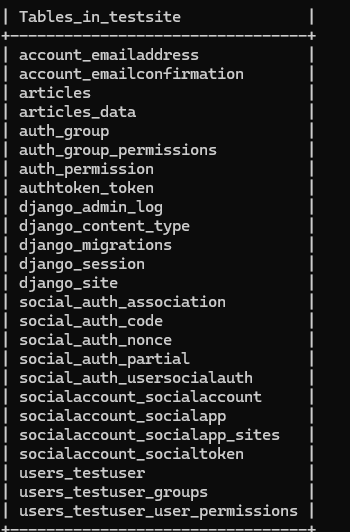 | Tables_in_testsite |
+--------------------------------+
| account_emailaddress |
| account_emailconfirmation |
| articles |
| articles_data |
| auth_group |
| auth_group_permissions |
| auth_permission |
| authtoken_token |
| django_admin_log |
| django_content_type |
| django_migrations |
| django_session |
| django_site |
| social_auth_association |
| social_auth_code |
| social_auth_nonce |
| social_auth_partial |
| social_auth_usersocialauth |
| socialaccount_socialaccount |
| socialaccount_socialapp |
| socialaccount_socialapp_sites |
| socialaccount_socialtoken |
| users_testuser |
| users_testuser_groups |
| users_testuser_user_permissions |
+--------------------------------+